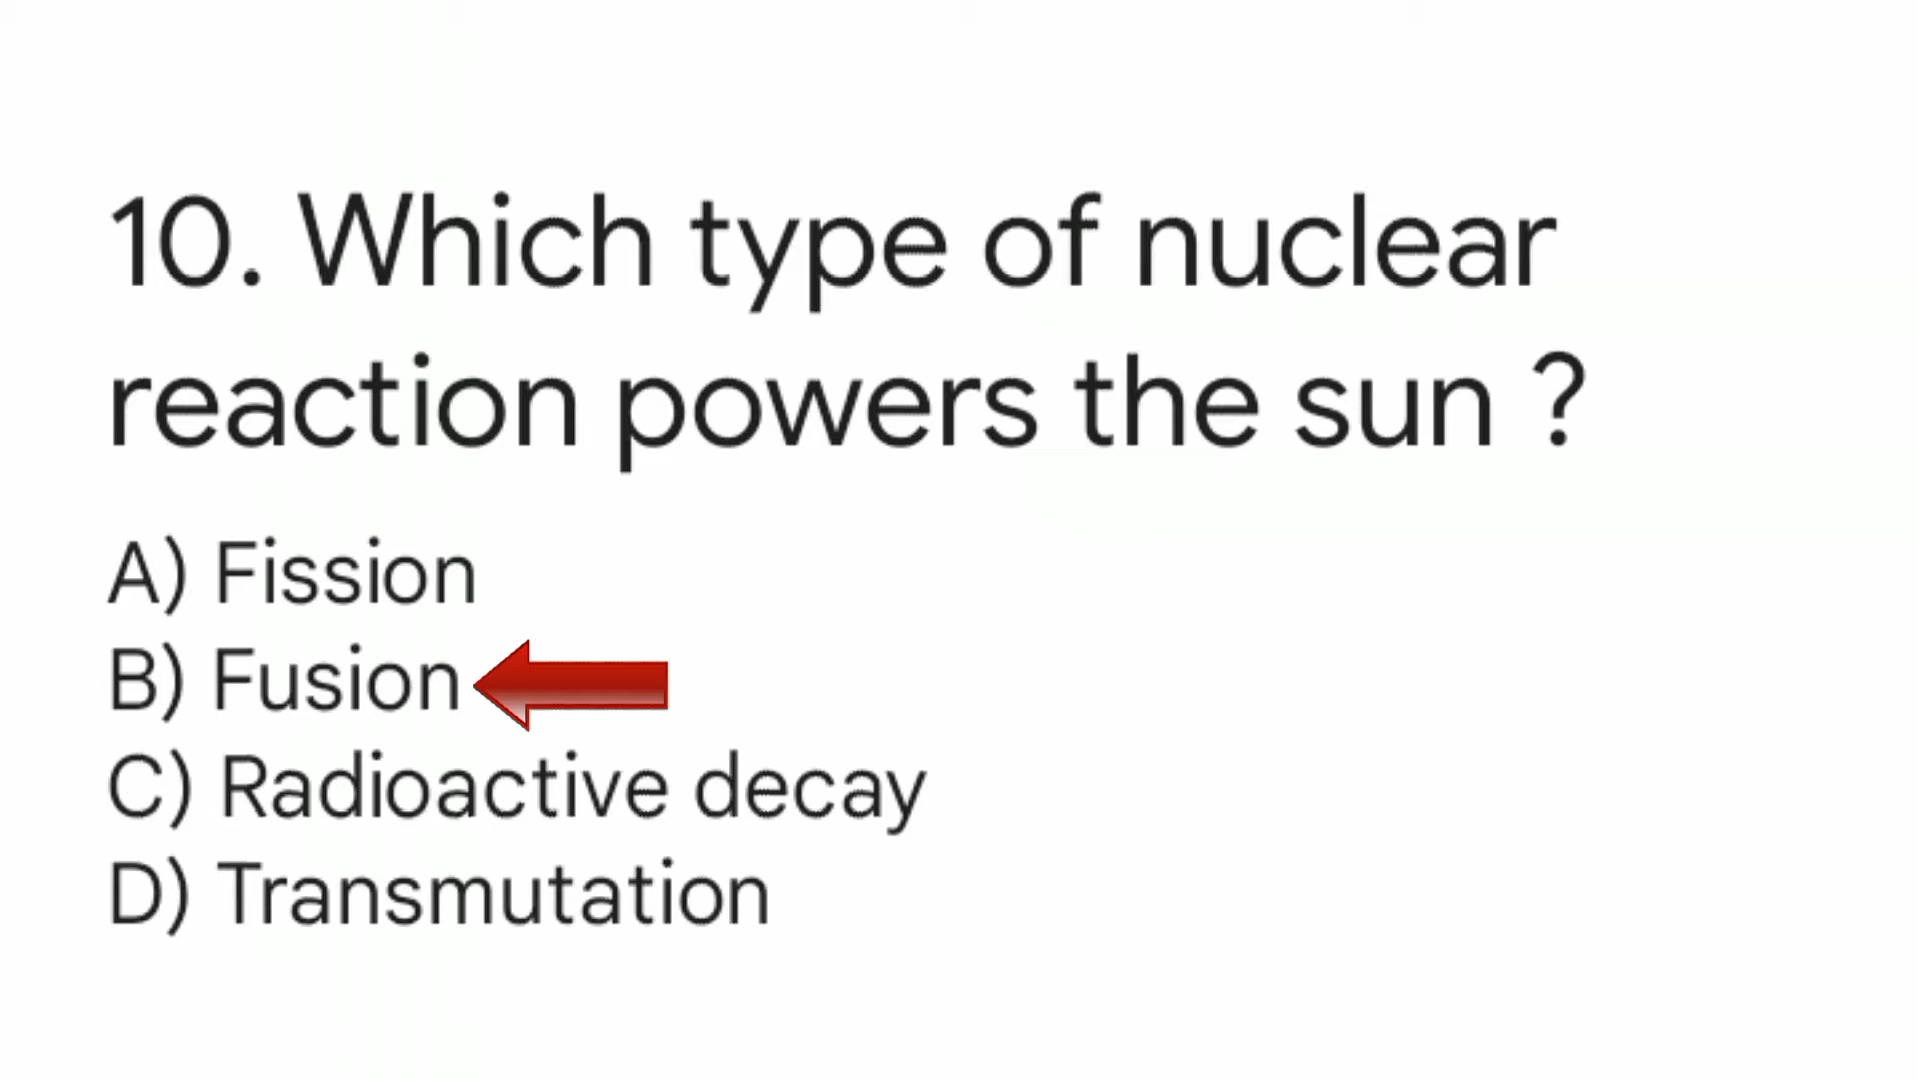 10. Which type of nuclear
reaction powers the sun ?
A) Fission
B) Fusion
C) Radioactive decay
D) Transmutation